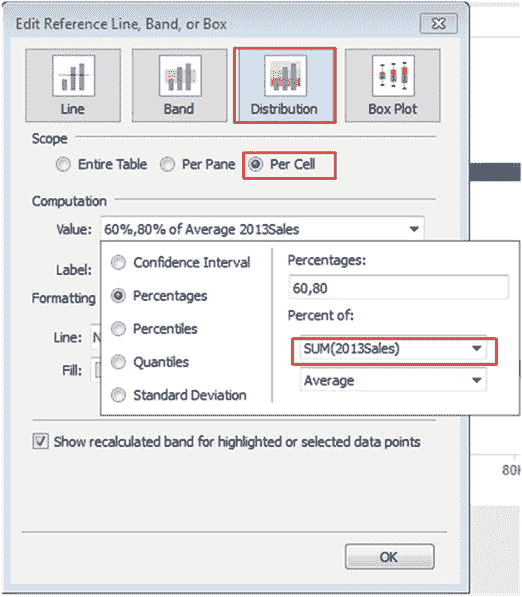 Edit Reference Line, Band, or Box
Line Band Distribution Box Plot
Scope
Entire Table Per Pane Per Cell
Computation
Value: 60%,80% of Average 2013Sales
Label:
Formatting
Line: N
Fill:
Confidence Interval
Percentages
Percentiles
Quantiles
Standard Deviation
Percentages:
60,80
Percent of:
SUM(2013Sales)
Average
Show recalculated band for highlighted or selected data points
80K
OK